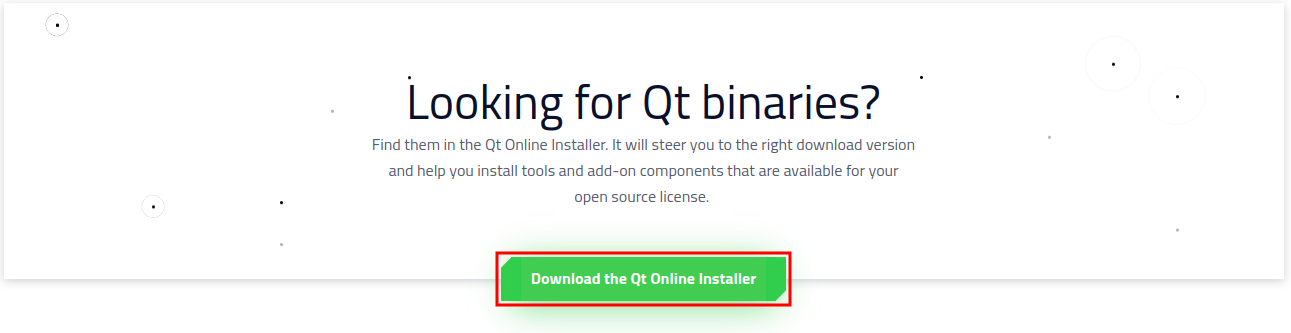 Looking for Qt binaries?
Find them in the Qt Online Installer. It will steer you to the right download version
and help you install tools and add-on components that are available for your
open source license.
Download the Qt Online Installer